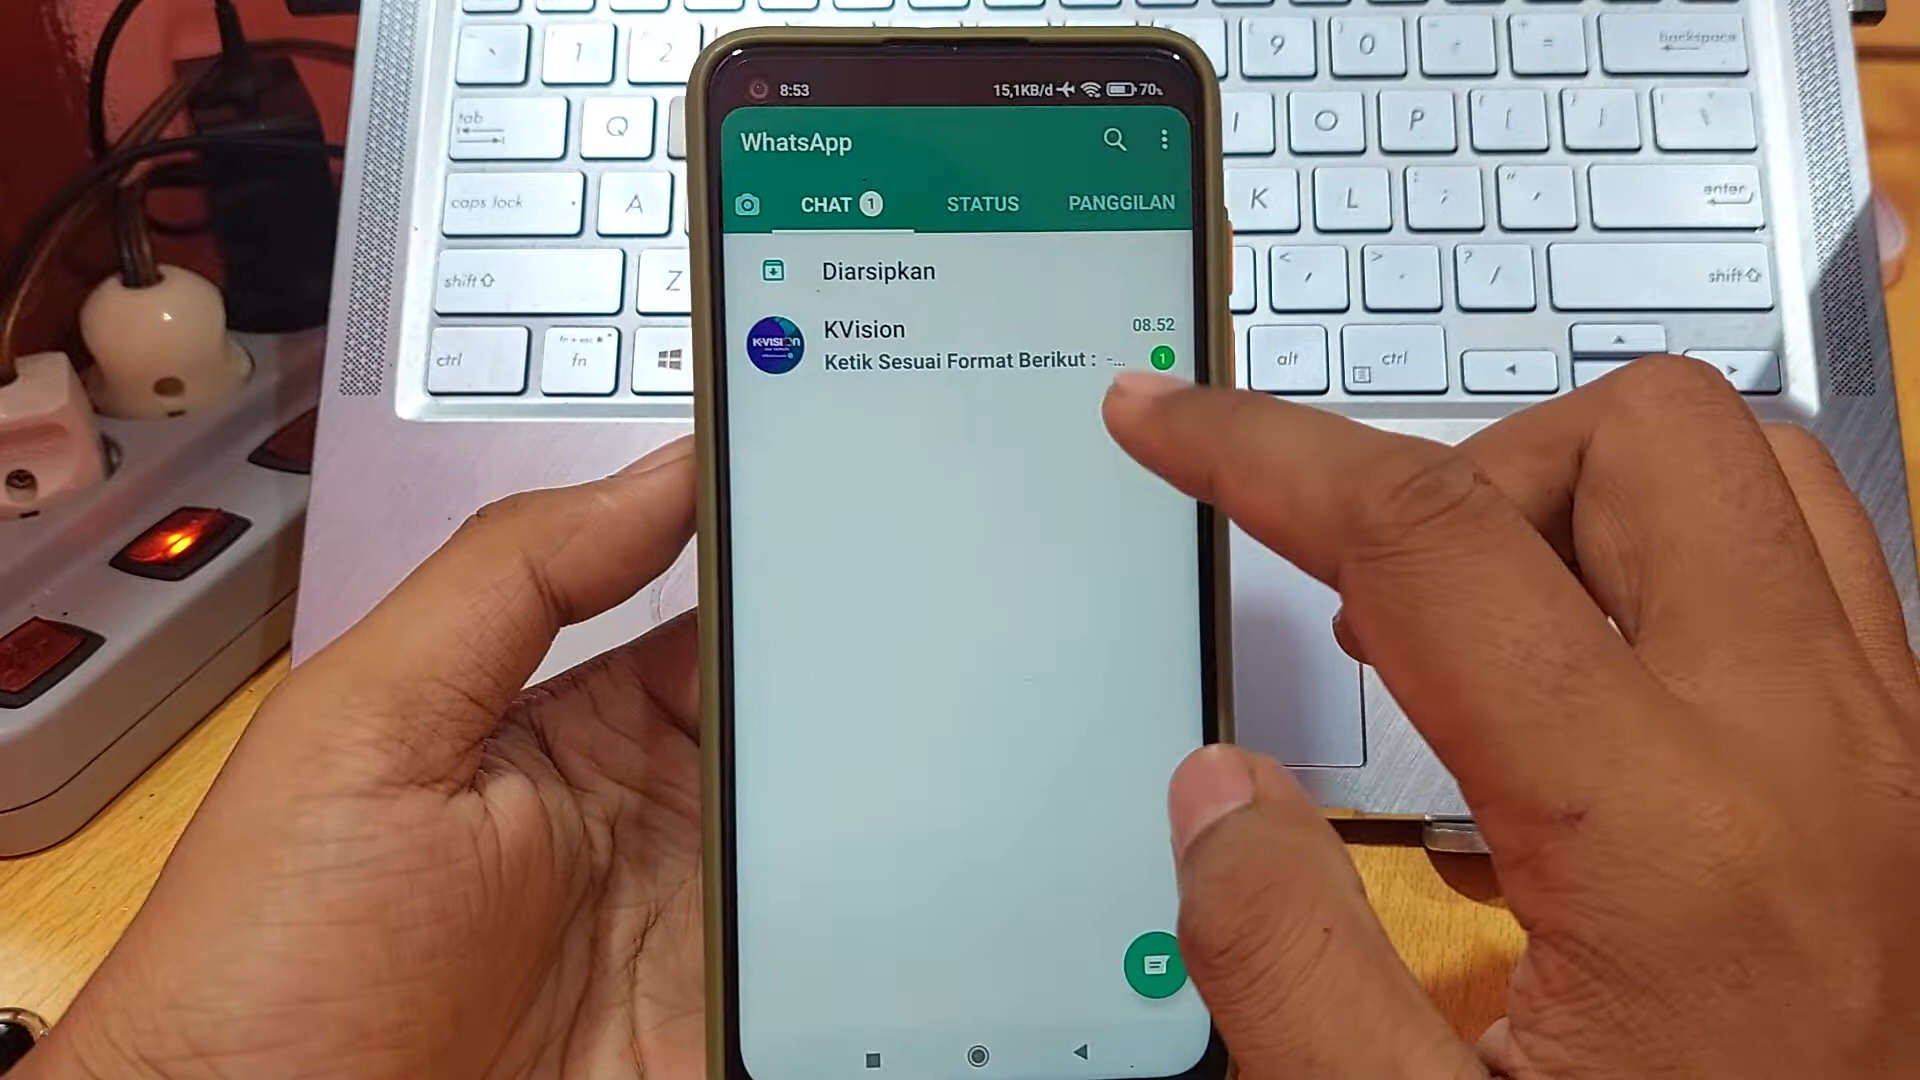 backspace
1
2
9
0
-
=
tab
Q
I
O
P
[
]
\
caps lock
A
K
L
;
"
'
enter
shift
Z
<
,
>
.
?
/
shift
ctrl
fn
alt
ctrl
8:53
15,1KB/d
70%
WhatsApp
CHAT 1
STATUS
PANGGILAN
Diarsipkan
KVision
08.52
K-VISION
Ketik Sesuai Format Berikut : -...
1